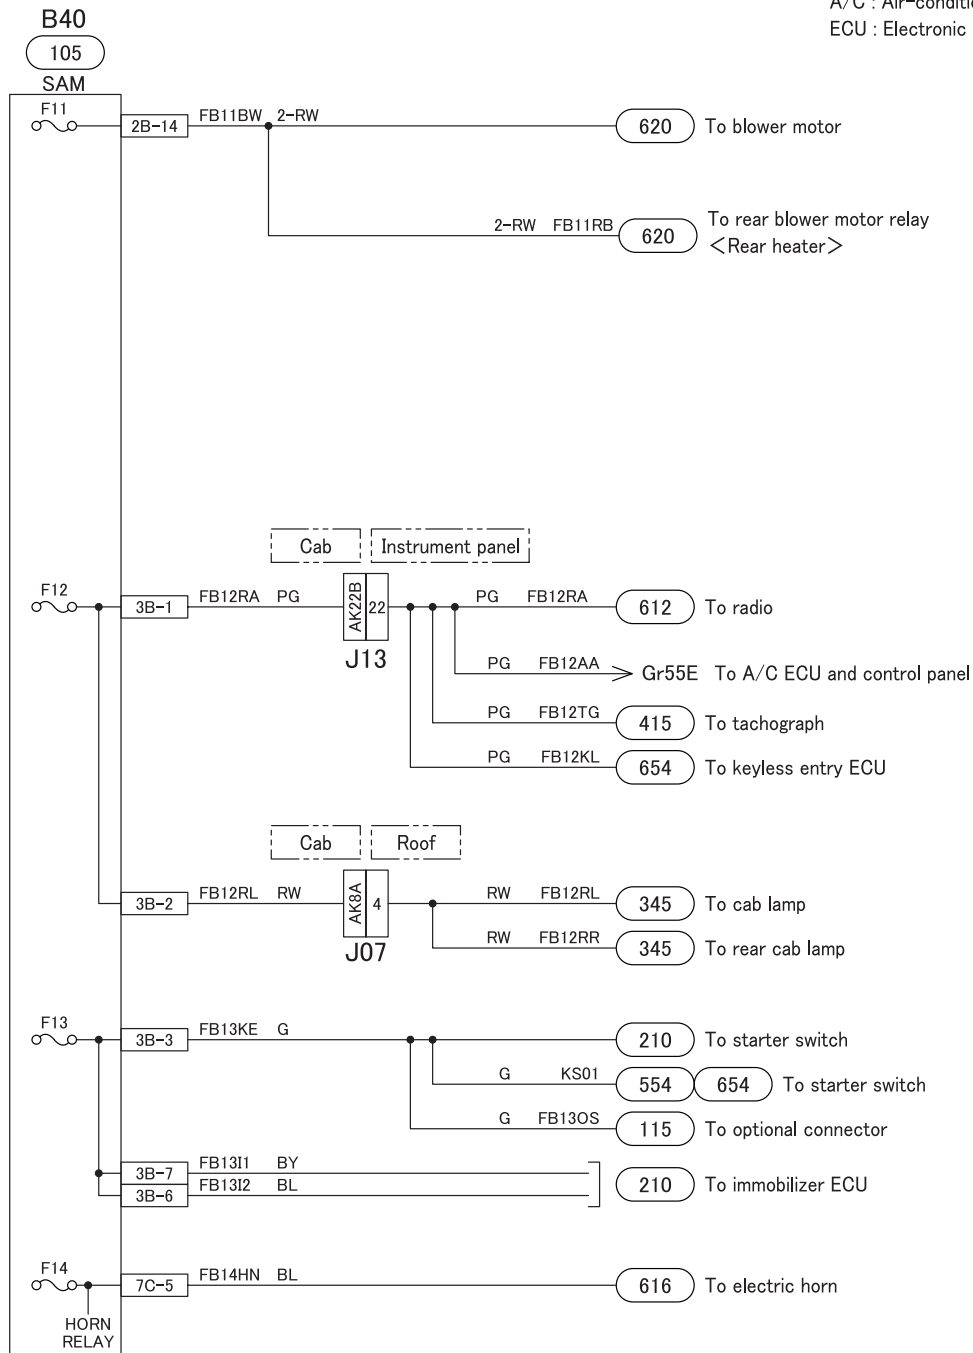 A/C : Air-conditio
ECU : Electronic
B40
105
SAM
F11
2B-14 FB11BW 2-RW 620 To blower motor
2-RW FB11RB 620 To rear blower motor relay
<Rear heater>
Cab Instrument panel
F12
3B-1 FB12RA PG AK22B 22 PG FB12RA 612 To radio
J13
PG FB12AA Gr55E To A/C ECU and control panel
PG FB12TG 415 To tachograph
PG FB12KL 654 To keyless entry ECU
Cab Roof
3B-2 FB12RL RW AK8A 4 RW FB12RL 345 To cab lamp
J07
RW FB12RR 345 To rear cab lamp
F13
3B-3 FB13KE G 210 To starter switch
G KS01 554 654 To starter switch
G FB13OS 115 To optional connector
3B-7 FB13I1 BY
3B-6 FB13I2 BL
210 To immobilizer ECU
F14
7C-5 FB14HN BL 616 To electric horn
HORN
RELAY